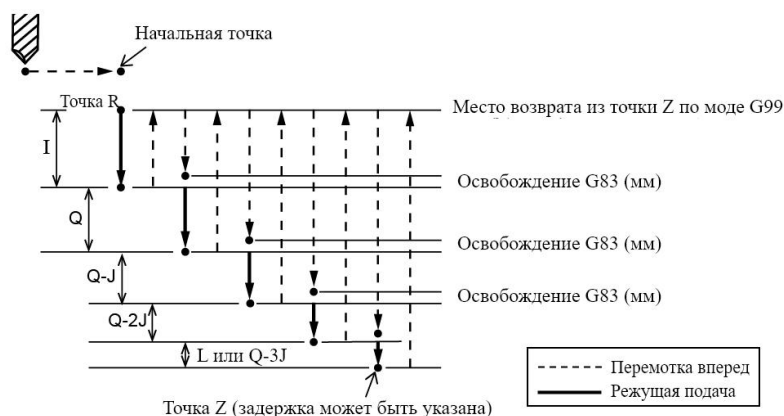 Начальная точка
Точка R
Место возврата из точки Z по моде G99
I
Освобождение G83 (мм)
Q
Освобождение G83 (мм)
Q-J
Освобождение G83 (мм)
Q-2J
L или Q-3J
Перемотка вперед
Режущая подача
Точка Z (задержка может быть указана)